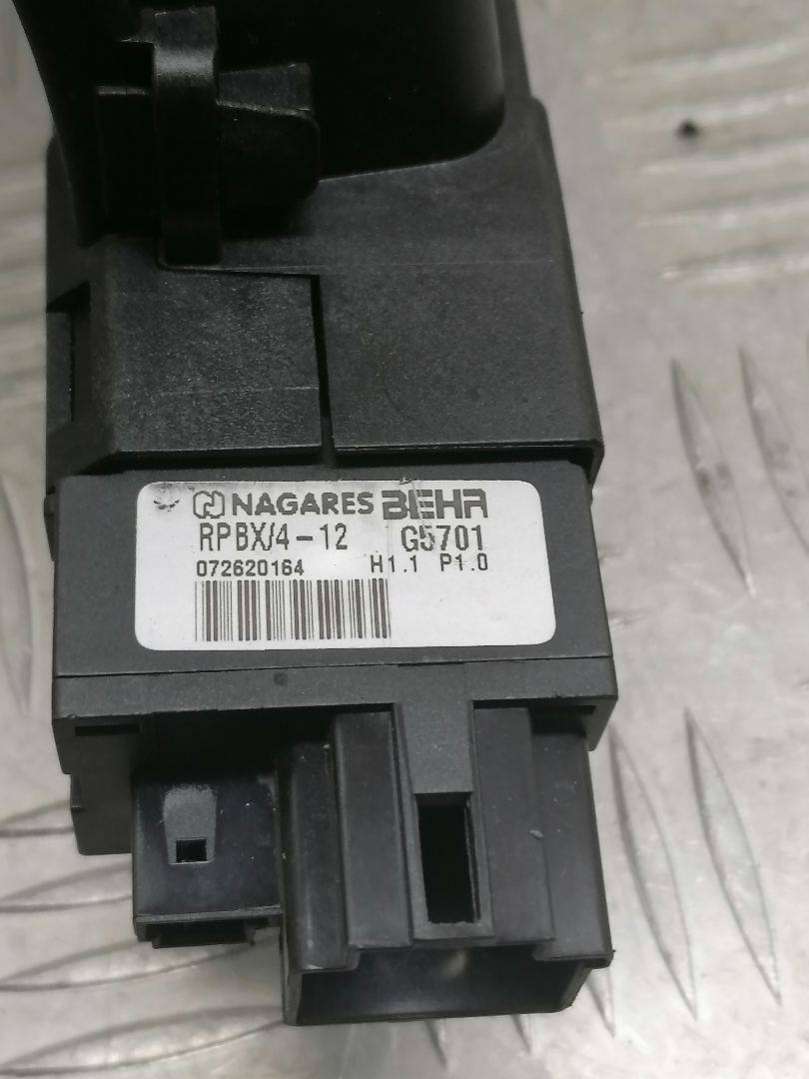 NAGARES BEHR
RPBX/4-12 G5701
072620164 H1.1 P1.0